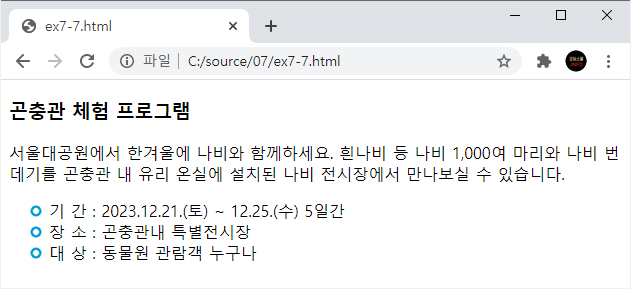 ex7-7.html
파일 C:/source/07/ex7-7.html
곤충관 체험 프로그램
서울대공원에서 한겨울에 나비와 함께하세요. 흰나비 등 나비 1,000여 마리와 나비 번
데기를 곤충관 내 유리 온실에 설치된 나비 전시장에서 만나보실 수 있습니다.
기 간 : 2023.12.21.(토) ~ 12.25.(수) 5일간
장 소 : 곤충관내 특별전시장
대 상 : 동물원 관람객 누구나